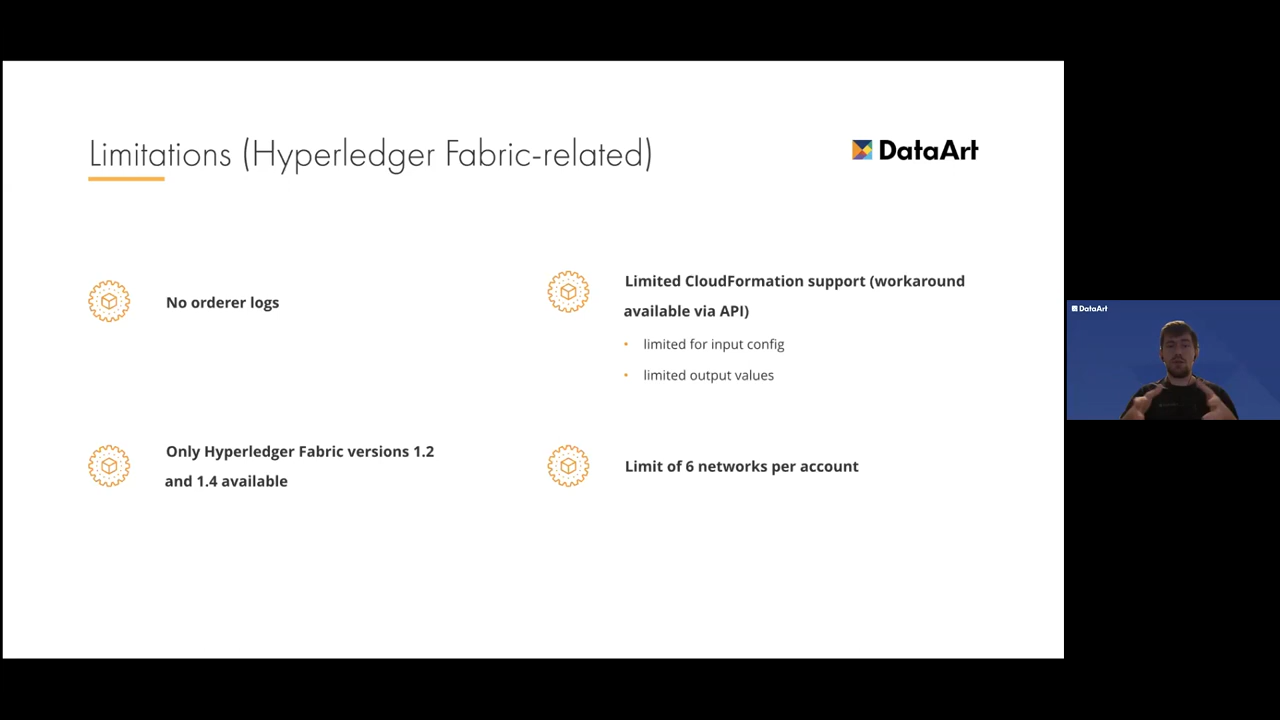 Limitations (Hyperledger Fabric-related)
DataArt
No orderer logs
Limited CloudFormation support (workaround
available via API)
• limited for input config
• limited output values
Only Hyperledger Fabric versions 1.2
and 1.4 available
Limit of 6 networks per account
DataArt